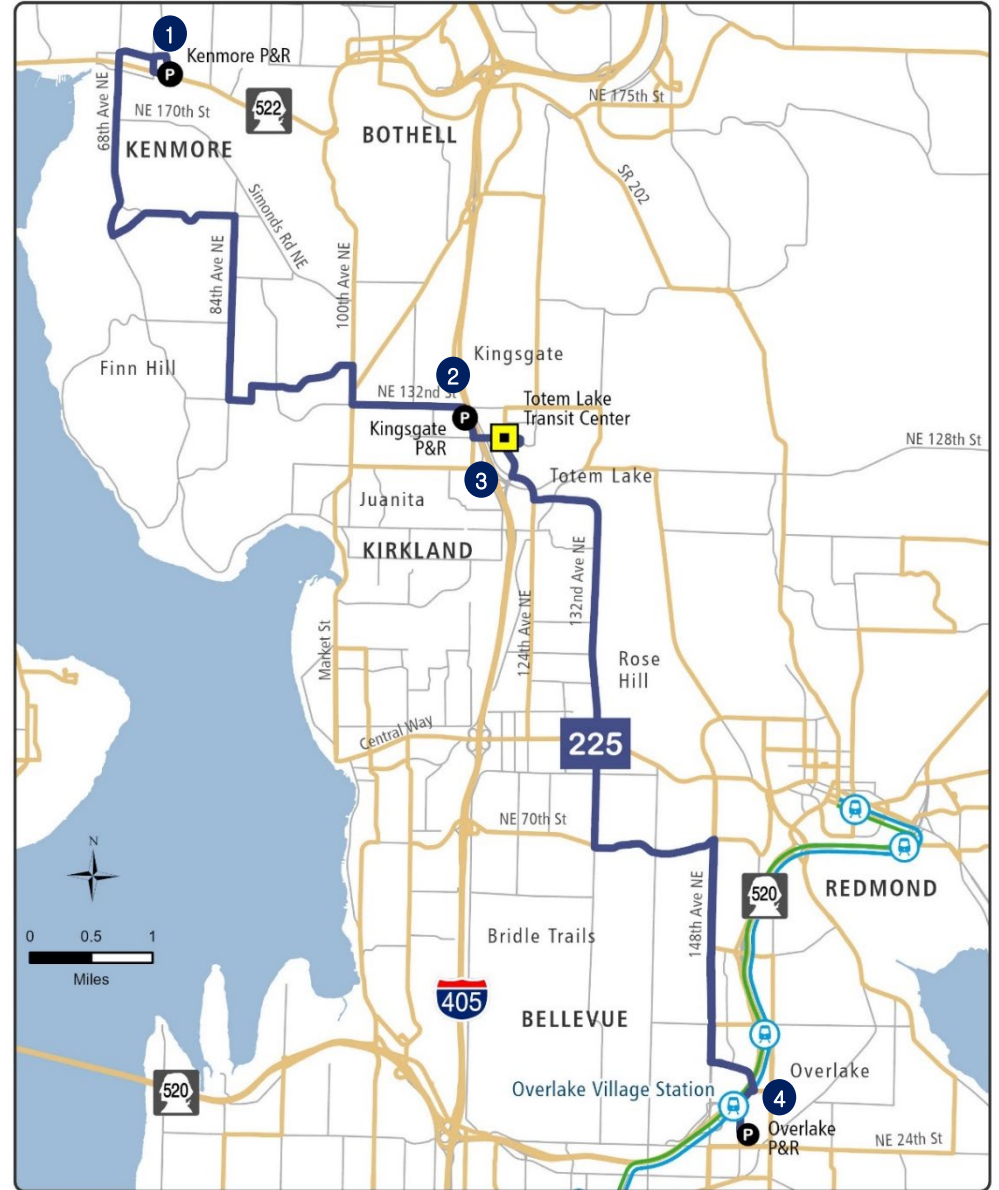 1
Kenmore P&R
P
68th Ave NE
NE 170th St
522
KENMORE
BOTHELL
NE 175th St
SR 202
Simonds Rd NE
84th Ave NE
100th Ave NE
Finn Hill
Kingsgate
2
NE 132nd St
P
Kingsgate
P&R
Totem Lake
Transit Center
NE 128th St
3
Totem Lake
Juanita
KIRKLAND
132nd Ave NE
124th Ave NE
Market St
Rose
Hill
Central Way
225
NE 70th St
N
0 0.5 1
Miles
148th Ave NE
520
REDMOND
Bridle Trails
405
BELLEVUE
520
Overlake
Overlake Village Station
4
P
Overlake
P&R
NE 24th St